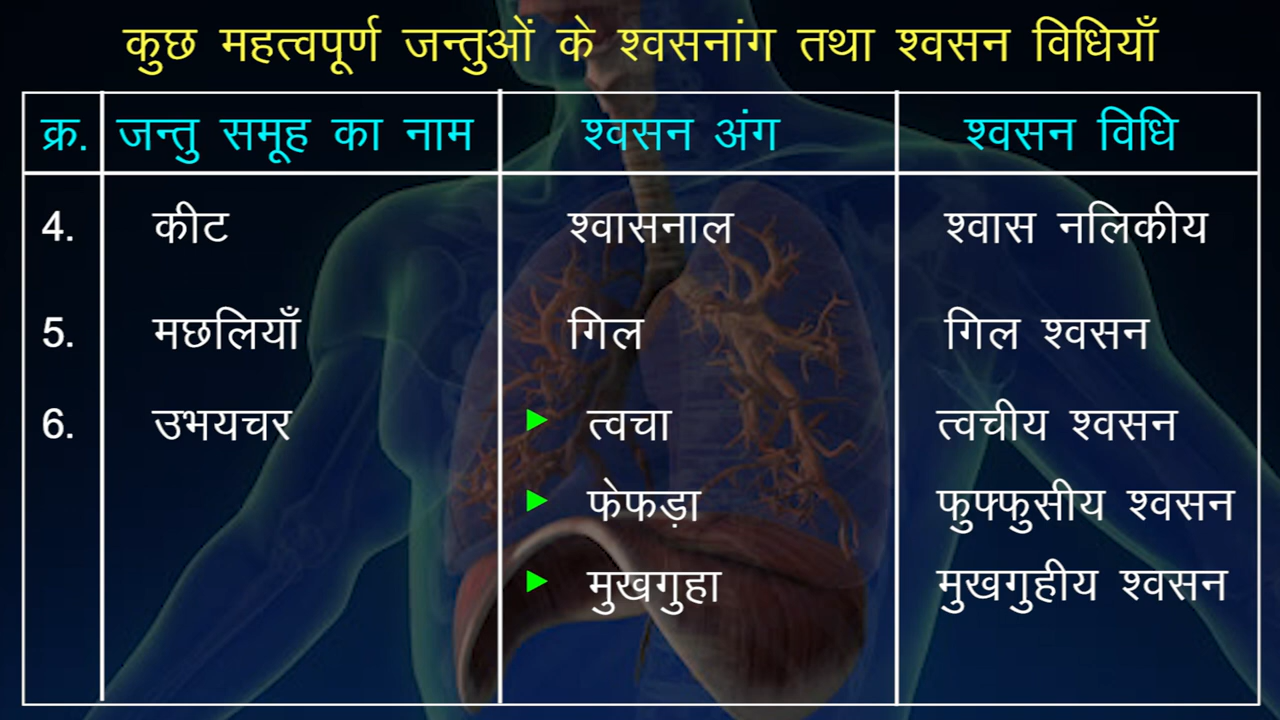 कुछ महत्वपूर्ण जन्तुओं के श्वसनांग तथा श्वसन विधियाँ
क्र. जन्तु समूह का नाम श्वसन अंग श्वसन विधि
4. कीट श्वासनाल श्वास नलिकीय
5. मछलियाँ गिल गिल श्वसन
6. उभयचर ► त्वचा त्वचीय श्वसन
► फेफड़ा फुफ्फुसीय श्वसन
► मुखगुहा मुखगुहीय श्वसन